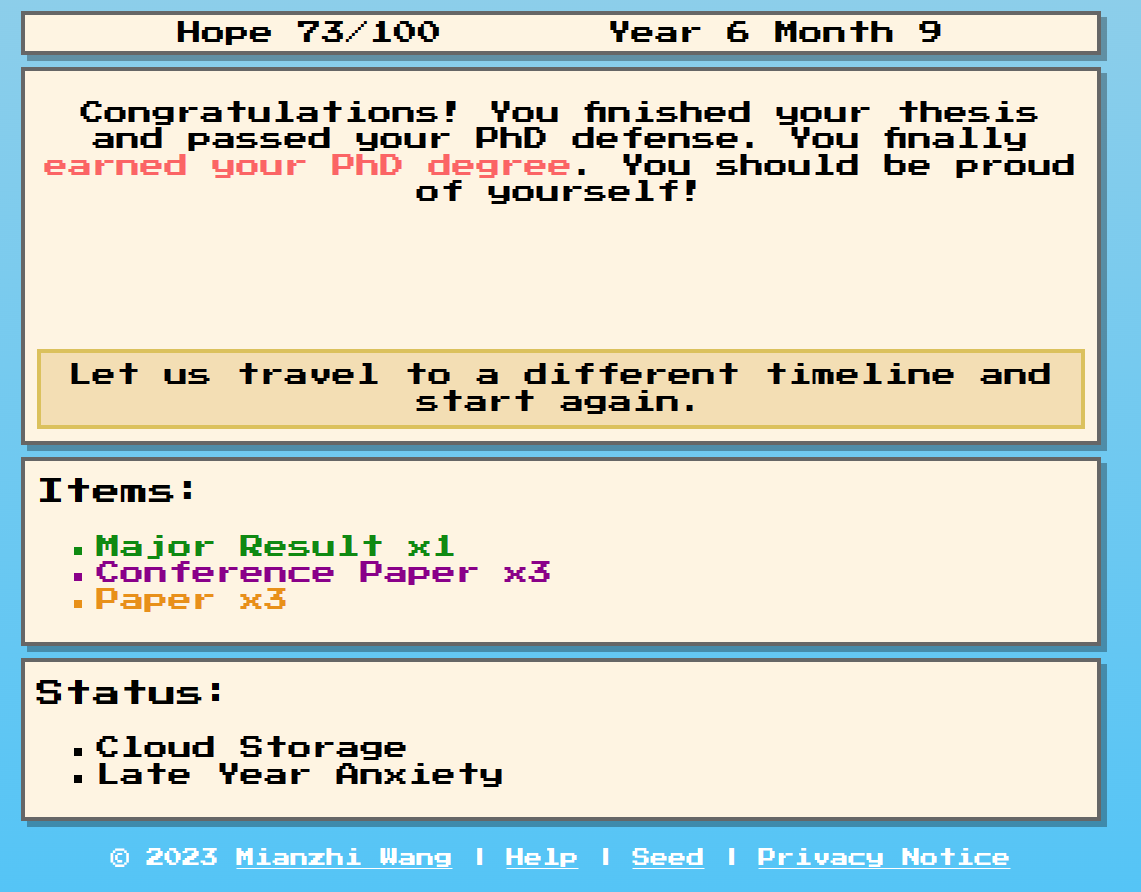 Hope 73/100 Year 6 Month 9
Congratulations! You finished your thesis
and passed your PhD defense. You finally
earned your PhD degree. You should be proud
of yourself!
Let us travel to a different timeline and
start again.
Items:
Major Result x1
Conference Paper x3
Paper x3
Status:
Cloud Storage
Late Year Anxiety
© 2023 Mianzhi Wang | Help | Seed | Privacy Notice